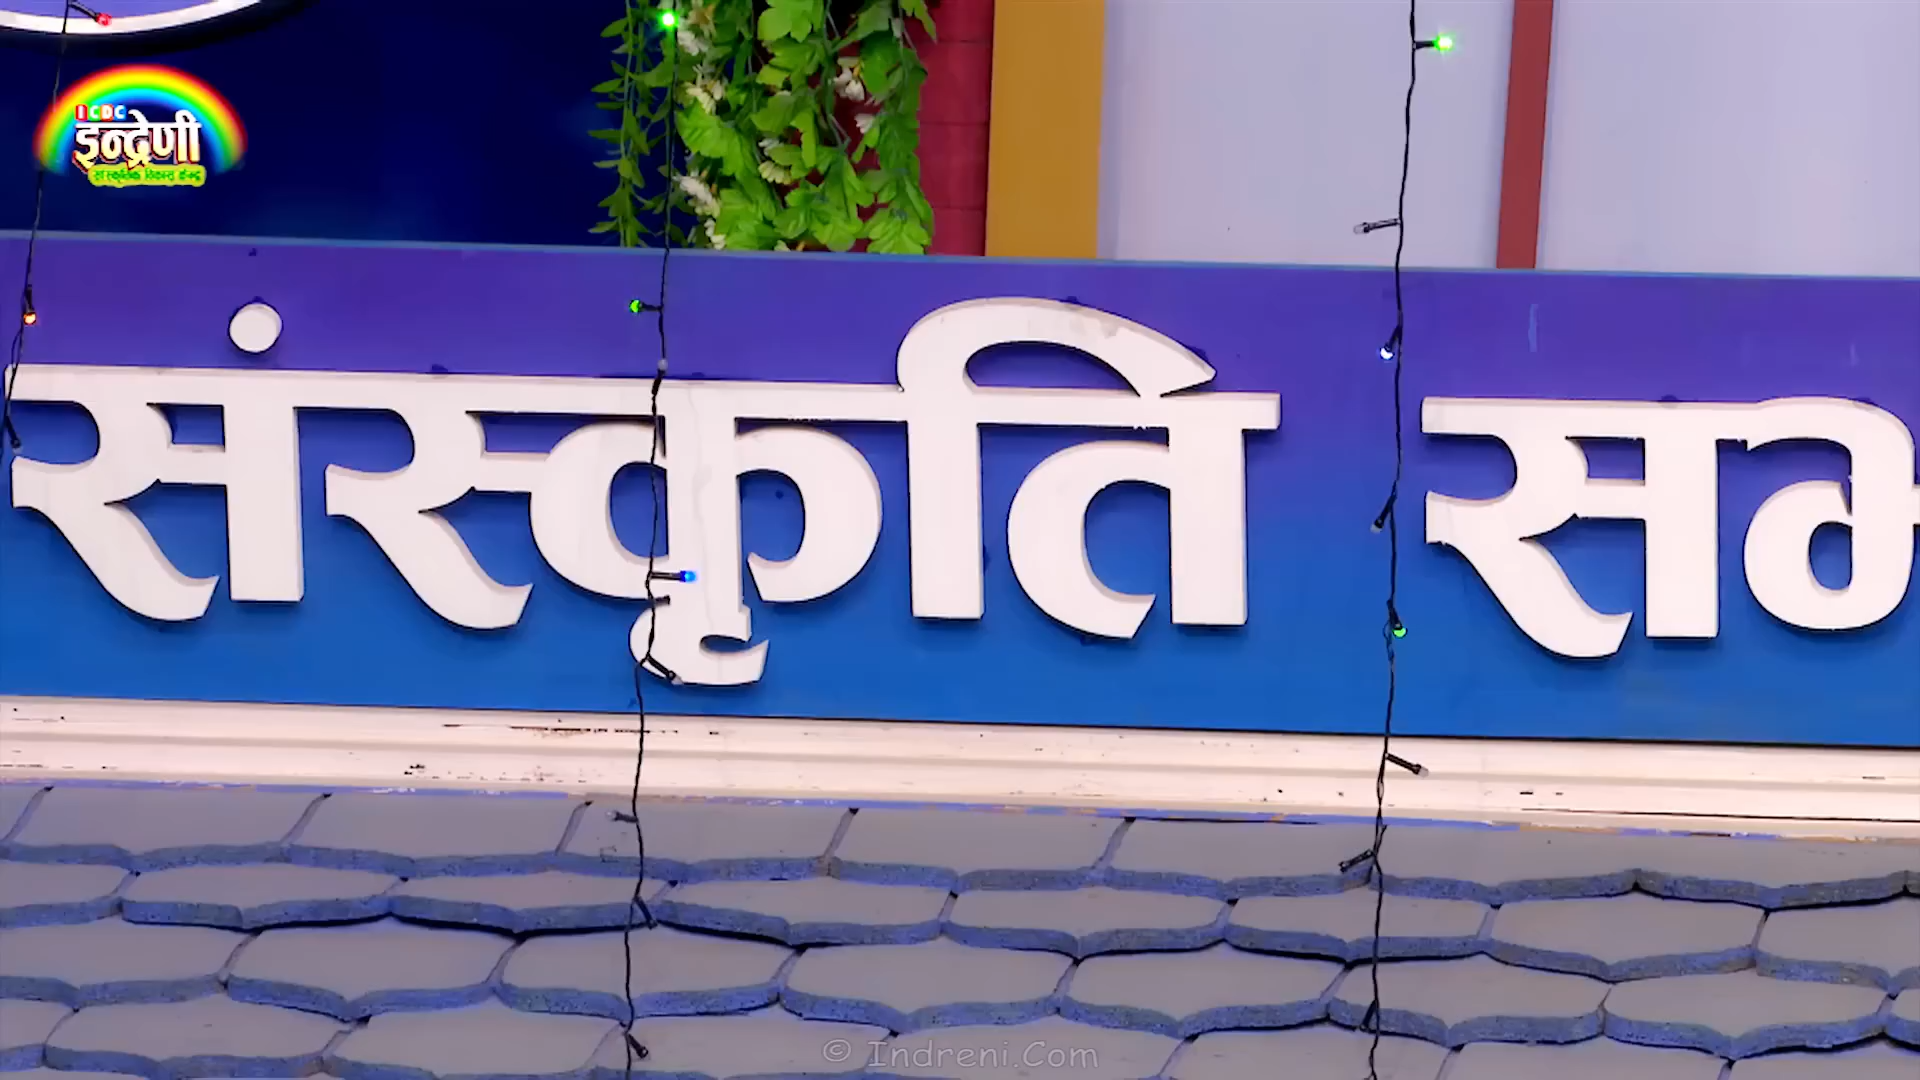 ICDC
इन्द्रेणी
सांस्कृतिक विकास केन्द्र
संस्कृति सभ
© Indreni.Com